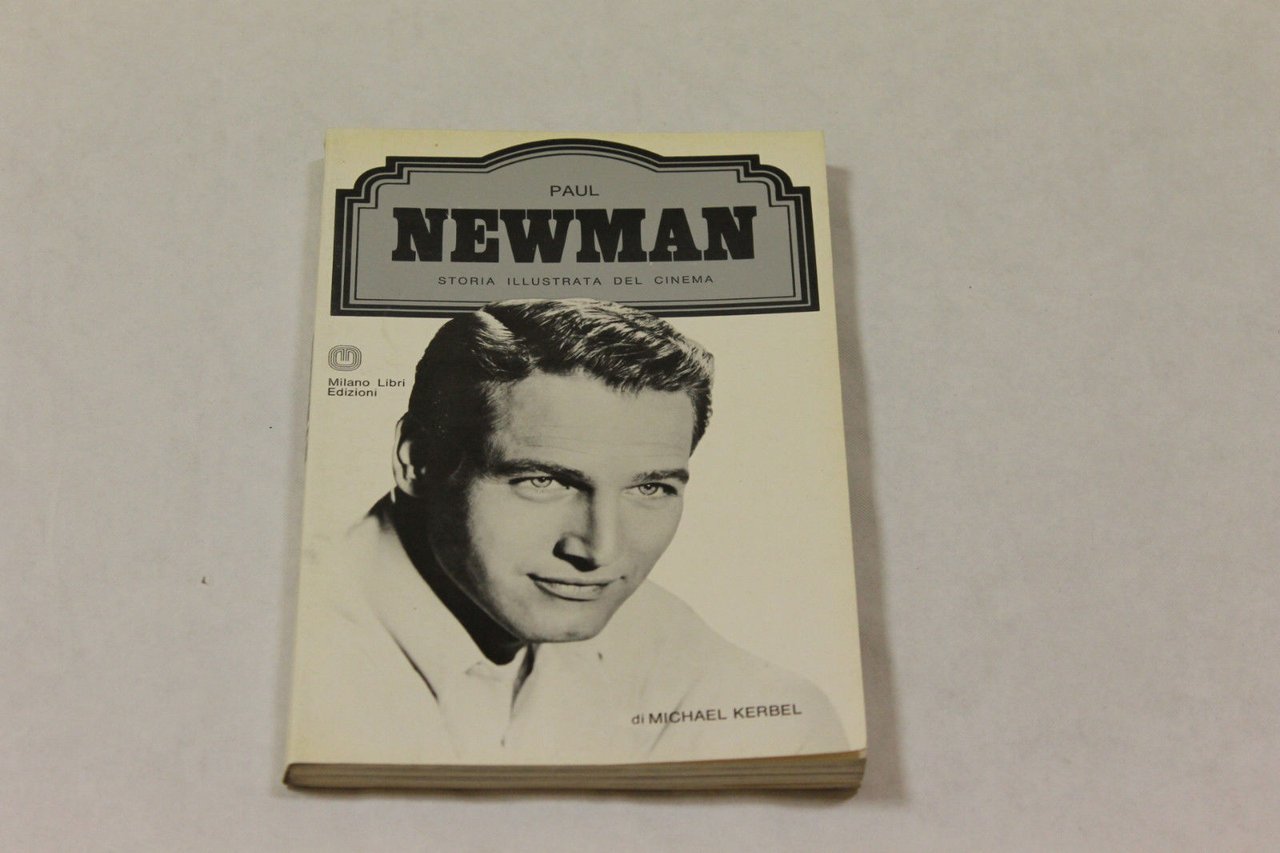 PAUL
NEWMAN
STORIA ILLUSTRATA DEL CINEMA
Milano Libri
Edizioni
di MICHAEL KERBEL